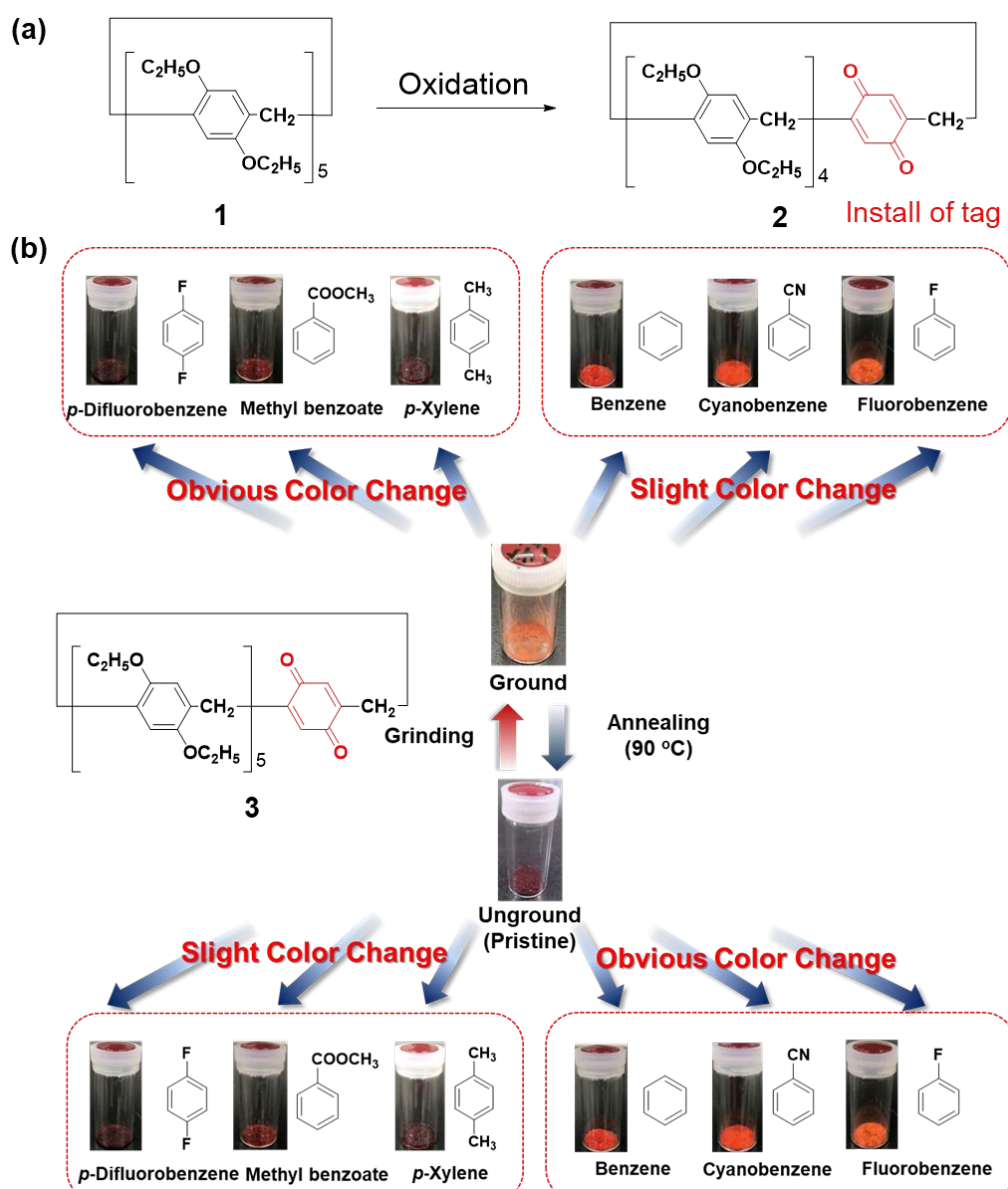 (a)
C₂H₅O
CH₂
OC₂H₅
5
1
Oxidation
C₂H₅O
CH₂
OC₂H₅
4
O
O
CH₂
2
Install of tag
(b)
F
F
p-Difluorobenzene
COOCH₃
Methyl benzoate
CH₃
CH₃
p-Xylene
Benzene
CN
Cyanobenzene
F
Fluorobenzene
Obvious Color Change
Slight Color Change
C₂H₅O
CH₂
OC₂H₅
5
O
O
CH₂
3
Ground
Grinding
Annealing
(90 °C)
Unground
(Pristine)
Slight Color Change
Obvious Color Change
F
F
p-Difluorobenzene
COOCH₃
Methyl benzoate
CH₃
CH₃
p-Xylene
Benzene
CN
Cyanobenzene
F
Fluorobenzene